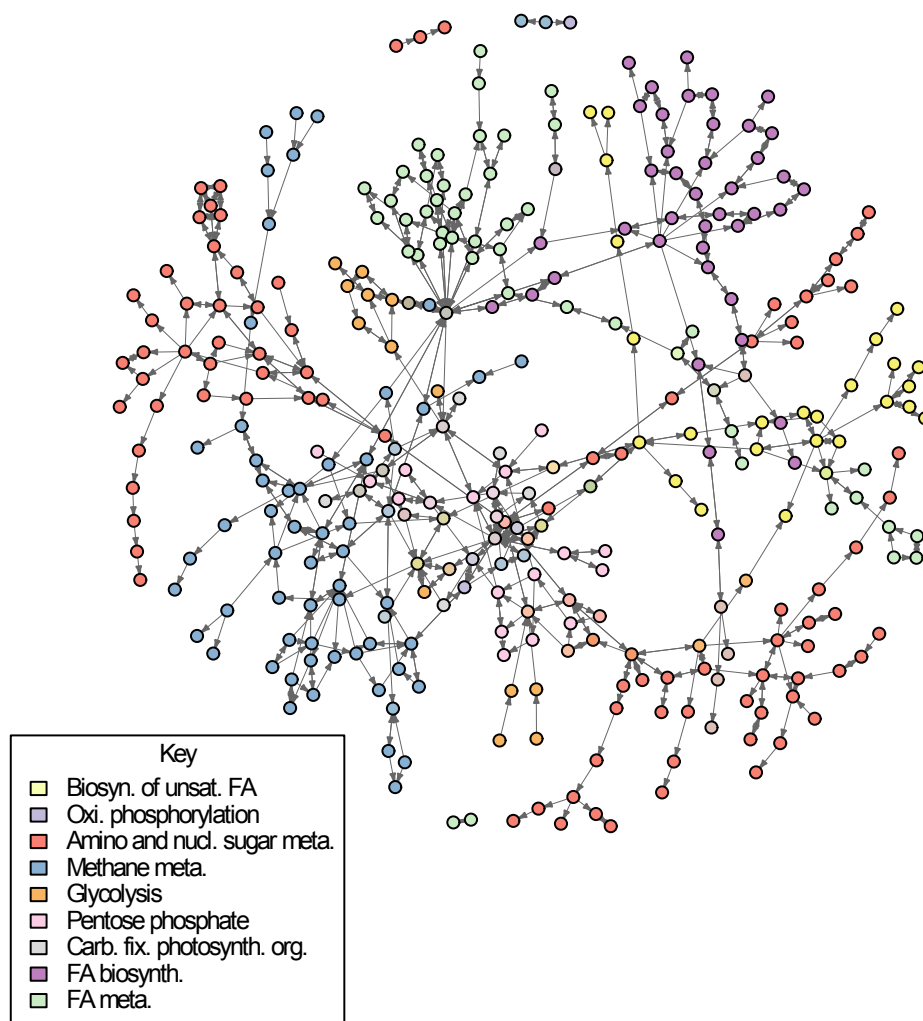 Key
Biosyn. of unsat. FA
Oxi. phosphorylation
Amino and nucl. sugar meta.
Methane meta.
Glycolysis
Pentose phosphate
Carb. fix. photosynth. org.
FA biosynth.
FA meta.